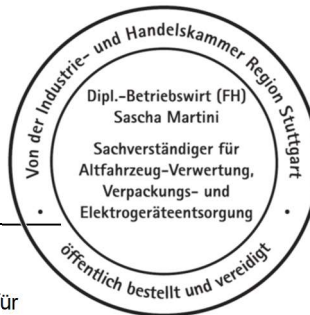 Von der Industrie- und Handelskammer Region Stuttgart
Dipl.-Betriebswirt (FH)
Sascha Martini
Sachverständiger für
Altfahrzeug-Verwertung,
Verpackungs- und
Elektrogeräteentsorgung
öffentlich bestellt und vereidigt